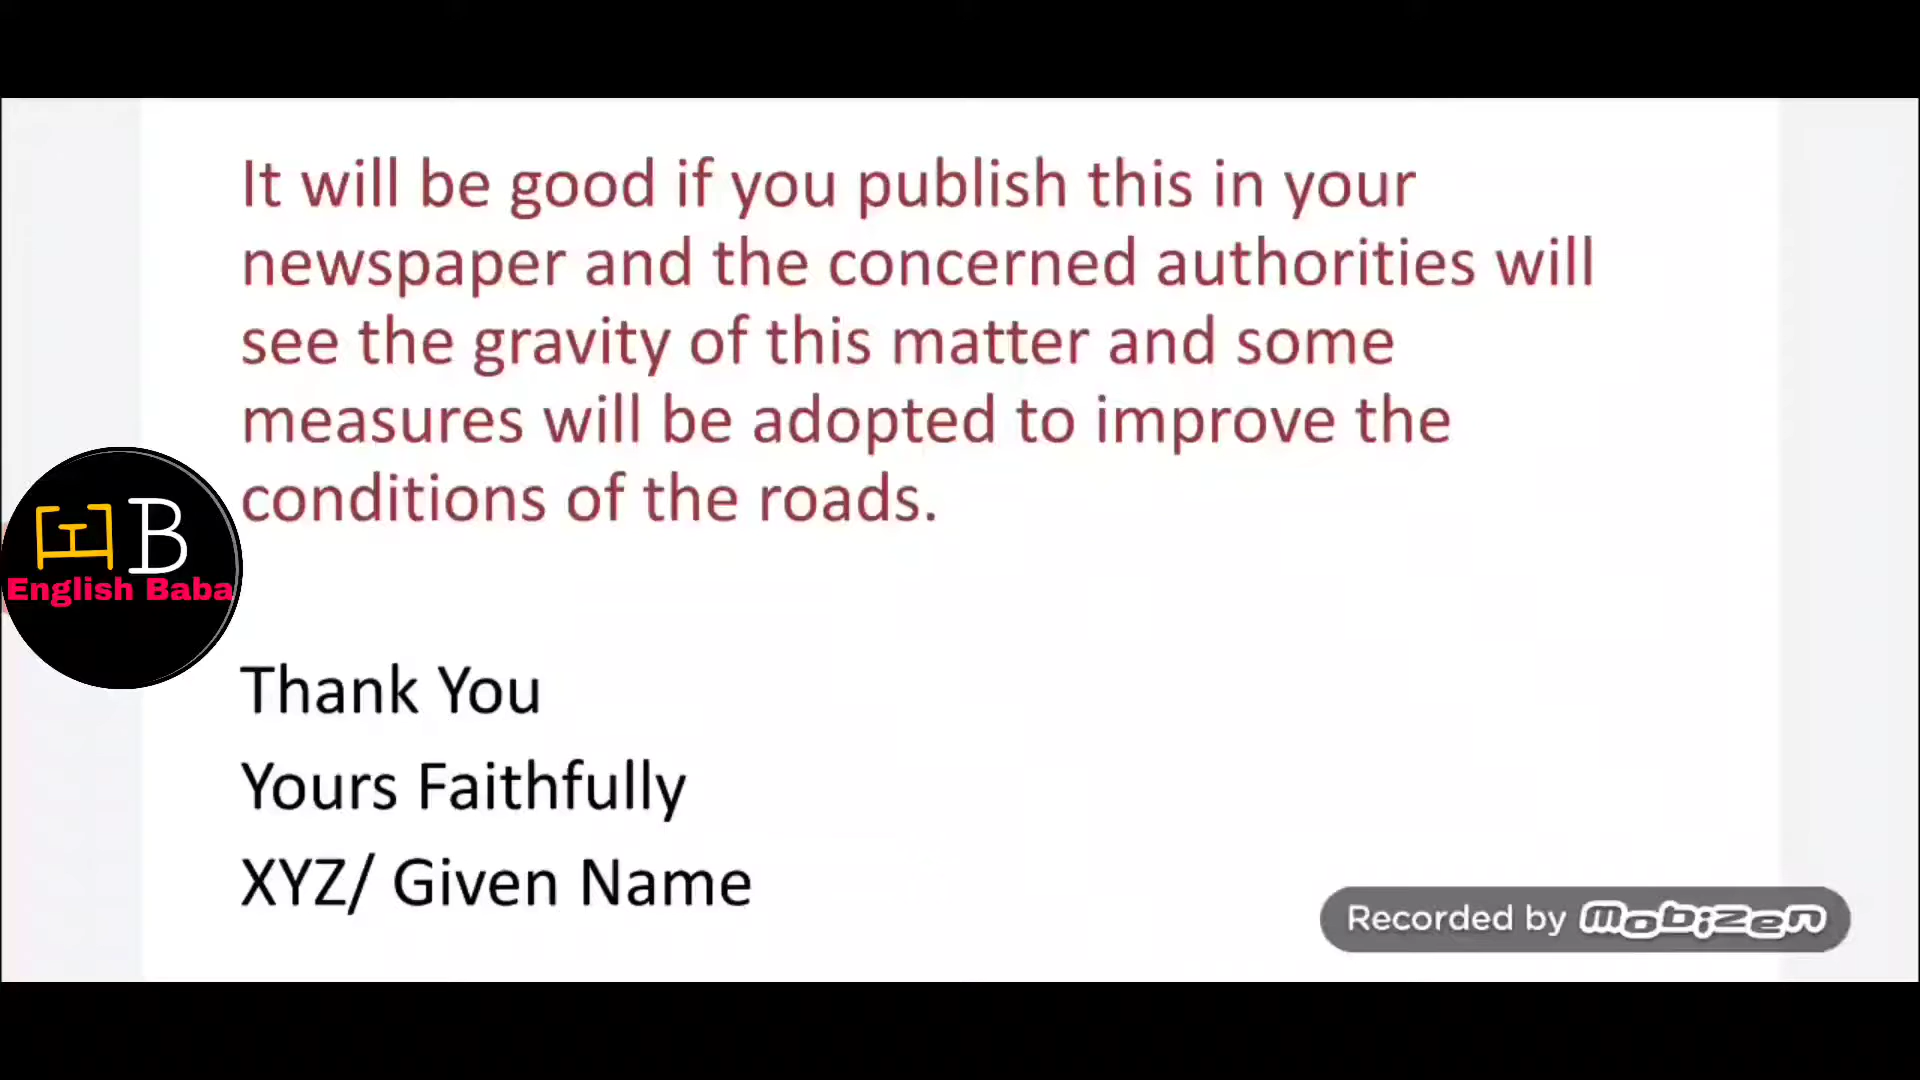 It will be good if you publish this in your
newspaper and the concerned authorities will
see the gravity of this matter and some
measures will be adopted to improve the
conditions of the roads.
EB
English Baba
Thank You
Yours Faithfully
XYZ/ Given Name
Recorded by mobizen